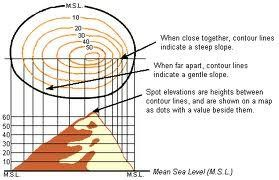 M.S.L.
10
20
30
40
50
When close together, contour lines
indicate a steep slope.
When far apart, contour lines
indicate a gentle slope.
Spot elevations are heights between
contour lines, and are shown on a map
as dots with a value beside them.
60
50
40
30
20
10
M.S.L.
M.S.L.
Mean Sea Level (M.S.L.)